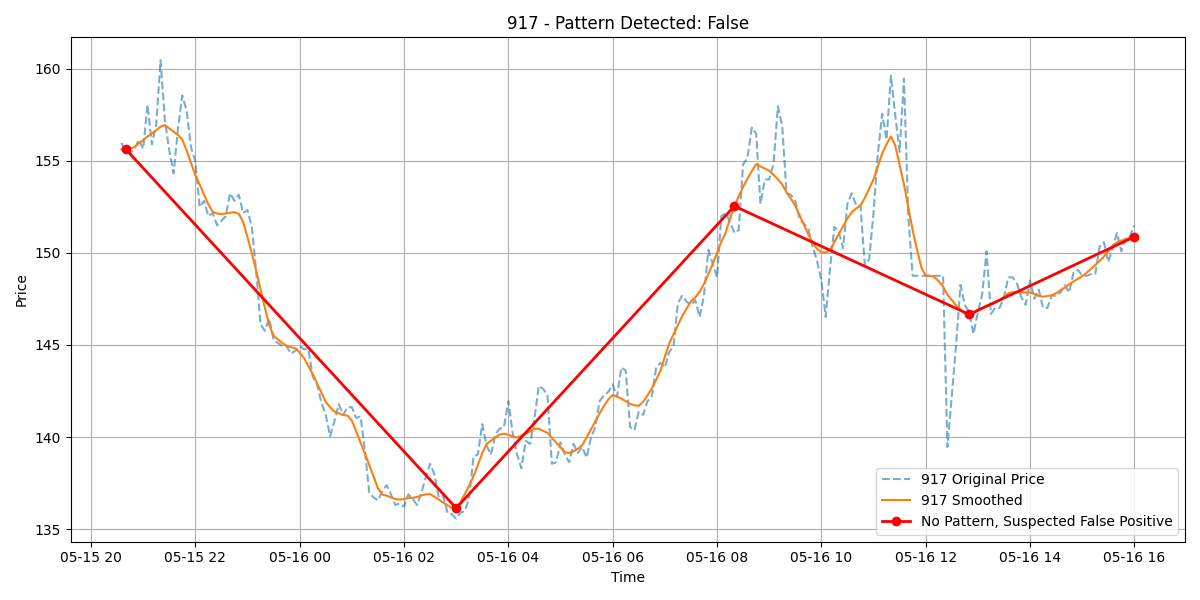 917 - Pattern Detected: False
Price
160
155
150
145
140
135
917 Original Price
917 Smoothed
No Pattern, Suspected False Positive
05-15 20 05-15 22 05-16 00 05-16 02 05-16 04 05-16 06 05-16 08 05-16 10 05-16 12 05-16 14 05-16 16
Time